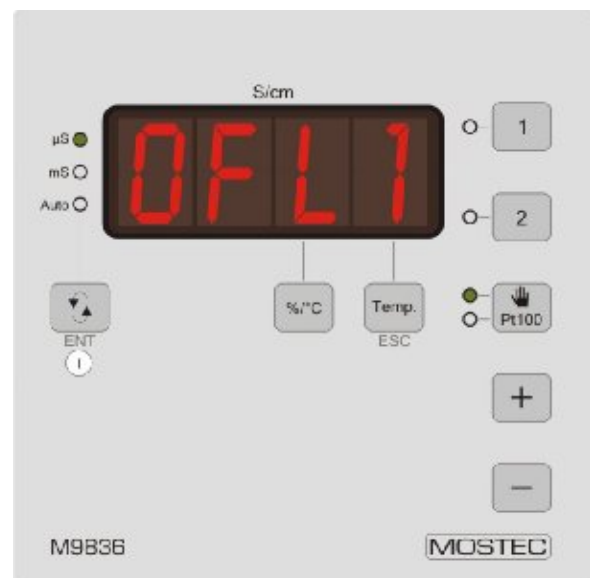 S/cm
µS
mS
Auto
OFL1
1
2
%/°C
Temp.
Pt100
ENT
ESC
I
+
−
M9836
MOSTEC